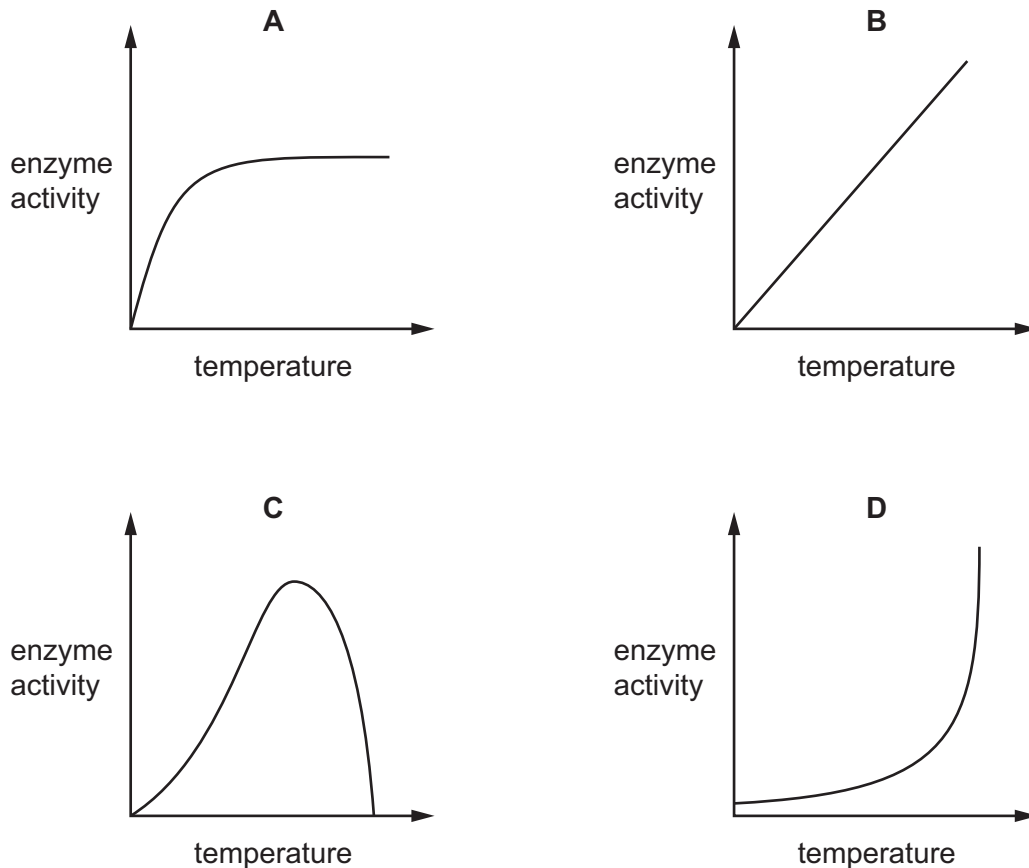 A
enzyme
activity
temperature
B
enzyme
activity
temperature
C
enzyme
activity
temperature
D
enzyme
activity
temperature